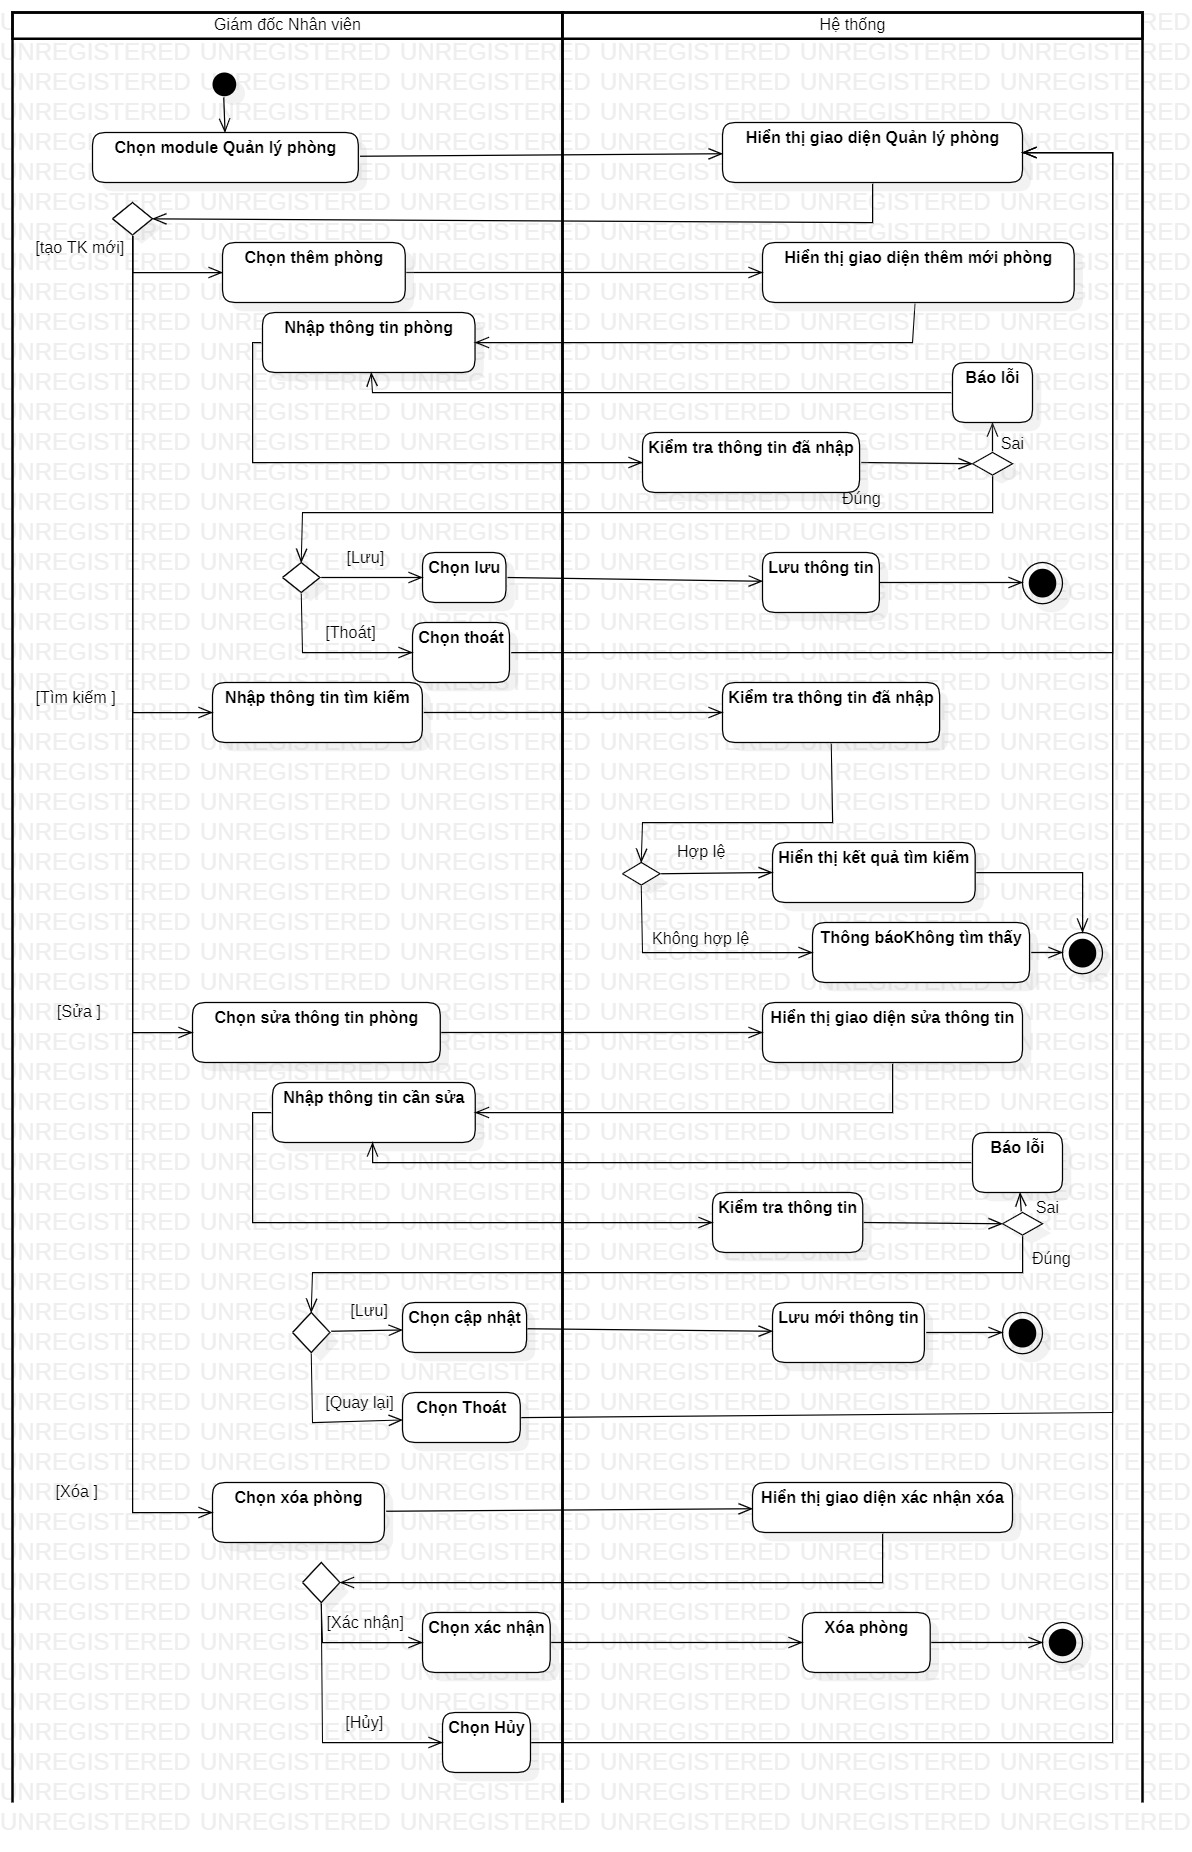 Giám đốc Nhân viên
Hệ thống
Chọn module Quản lý phòng
Hiển thị giao diện Quản lý phòng
[tạo TK mới]
Chọn thêm phòng
Hiển thị giao diện thêm mới phòng
Nhập thông tin phòng
Báo lỗi
Sai
Kiểm tra thông tin đã nhập
Đúng
[Lưu]
Chọn lưu
Lưu thông tin
[Thoát]
Chọn thoát
[Tìm kiếm ]
Nhập thông tin tìm kiếm
Kiểm tra thông tin đã nhập
Hợp lệ
Hiển thị kết quả tìm kiếm
Không hợp lệ
Thông báoKhông tìm thấy
[Sửa ]
Chọn sửa thông tin phòng
Hiển thị giao diện sửa thông tin
Nhập thông tin cần sửa
Báo lỗi
Sai
Kiểm tra thông tin
Đúng
[Lưu]
Chọn cập nhật
Lưu mới thông tin
[Quay lại]
Chọn Thoát
[Xóa ]
Chọn xóa phòng
Hiển thị giao diện xác nhận xóa
[Xác nhận]
Chọn xác nhận
Xóa phòng
[Hủy]
Chọn Hủy
UNREGISTERED